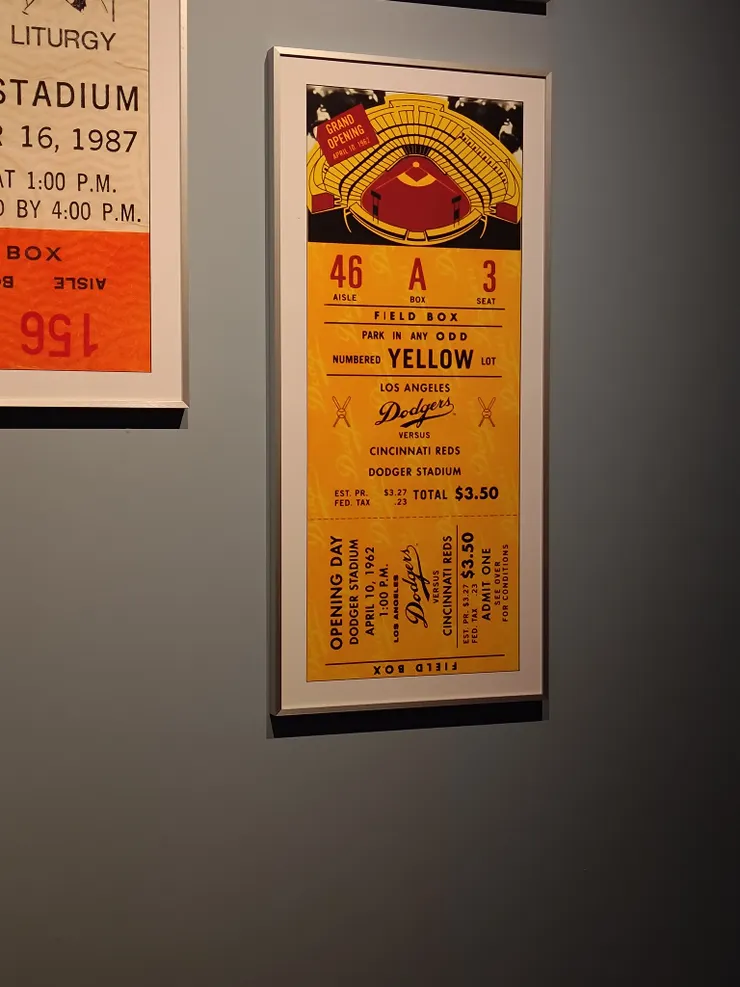 LITURGY
STADIUM
R 16, 1987
AT 1:00 P.M.
D BY 4:00 P.M.
BOX
AISLE BO
156
GRAND
OPENING
APRIL 10, 1962
46 A 3
AISLE BOX SEAT
FIELD BOX
PARK IN ANY ODD
NUMBERED YELLOW LOT
LOS ANGELES
Dodgers
VERSUS
CINCINNATI REDS
DODGER STADIUM
EST. PR. $3.27 TOTAL $3.50
FED. TAX .23
OPENING DAY
DODGER STADIUM
APRIL 10, 1962
1:00 P.M.
LOS ANGELES
Dodgers
VERSUS
CINCINNATI REDS
EST. PR. $3.27 $3.50
FED. TAX .23
ADMIT ONE
SEE OVER
FOR CONDITIONS
FIELD BOX